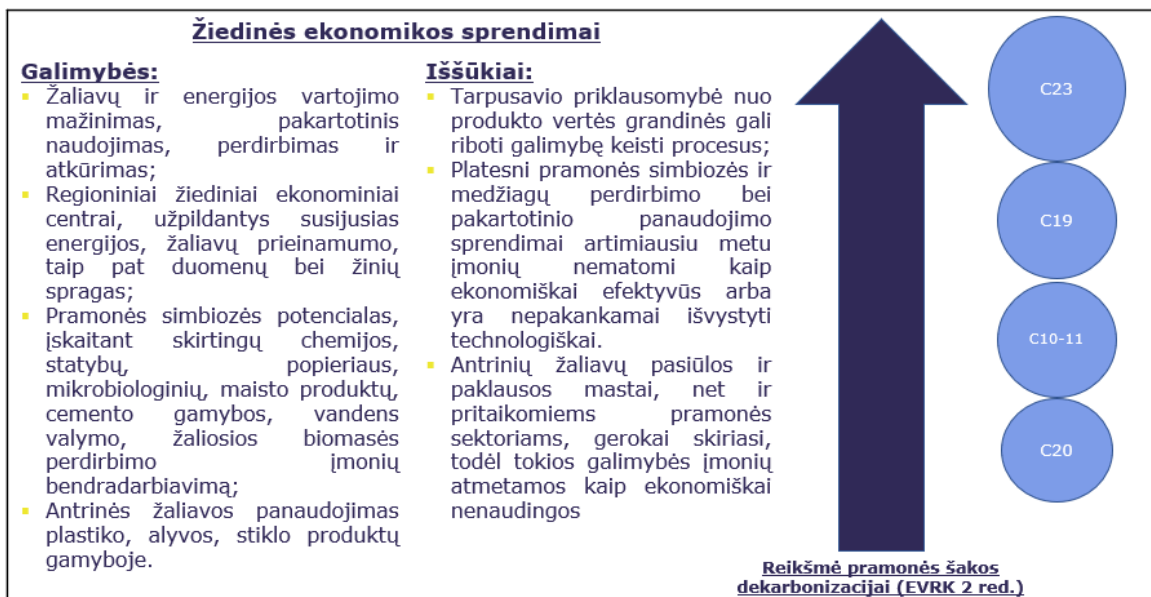 Žiedinės ekonomikos sprendimai
Galimybės:
▪ Žaliavų ir energijos vartojimo
mažinimas, pakartotinis
naudojimas, perdirbimas ir
atkūrimas;
▪ Regioniniai žiediniai ekonominiai
centrai, užpildantys susijusias
energijos, žaliavų prieinamumo,
taip pat duomenų bei žinių
spragas;
▪ Pramonės simbiozės potencialas,
įskaitant skirtingų chemijos,
statybų, popieriaus,
mikrobiologinių, maisto produktų,
cemento gamybos, vandens
valymo, žaliosios biomasės
perdirbimo įmonių
bendradarbiavimą;
▪ Antrinės žaliavos panaudojimas
plastiko, alyvos, stiklo produktų
gamyboje.
Iššūkiai:
▪ Tarpusavio priklausomybė nuo
produkto vertės grandinės gali
riboti galimybę keisti procesus;
▪ Platesni pramonės simbiozės ir
medžiagų perdirbimo bei
pakartotinio panaudojimo
sprendimai artimiausiu metu
įmonių nematomi kaip
ekonomiškai efektyvūs arba
yra nepakankamai išvystyti
technologiškai.
▪ Antrinių žaliavų pasiūlos ir
paklausos mastai, net ir
pritaikomiems pramonės
sektoriams, gerokai skiriasi,
todėl tokios galimybės įmonių
atmetamos kaip ekonomiškai
nenaudingos
C23
C19
C10-11
C20
Reikšmė pramonės šakos
dekarbonizacijai (EVRK 2 red.)